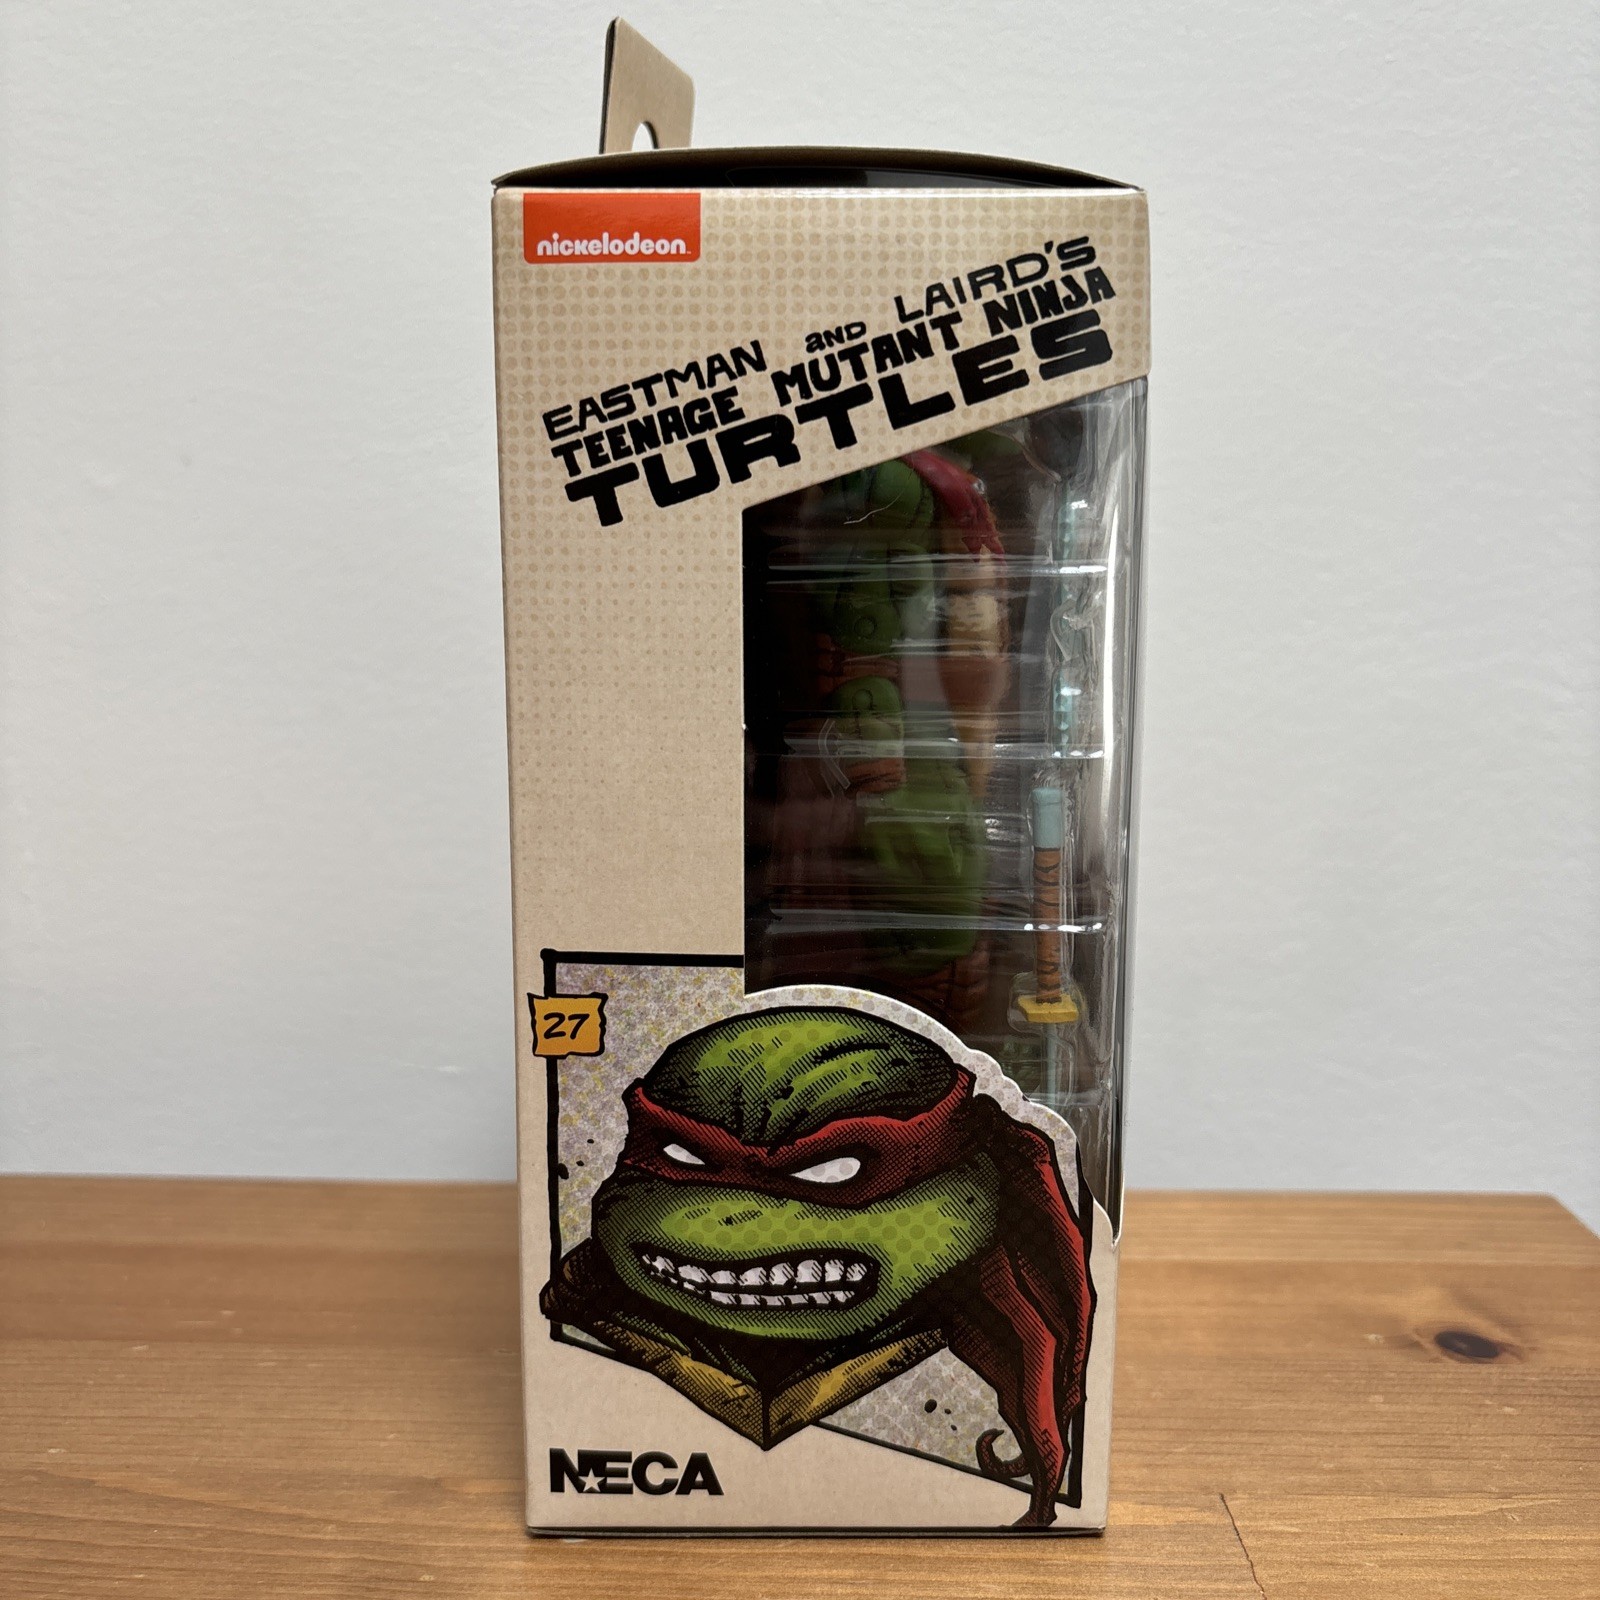 nickelodeon
EASTMAN AND LAIRD'S
TEENAGE MUTANT NINJA
TURTLES
27
NECA